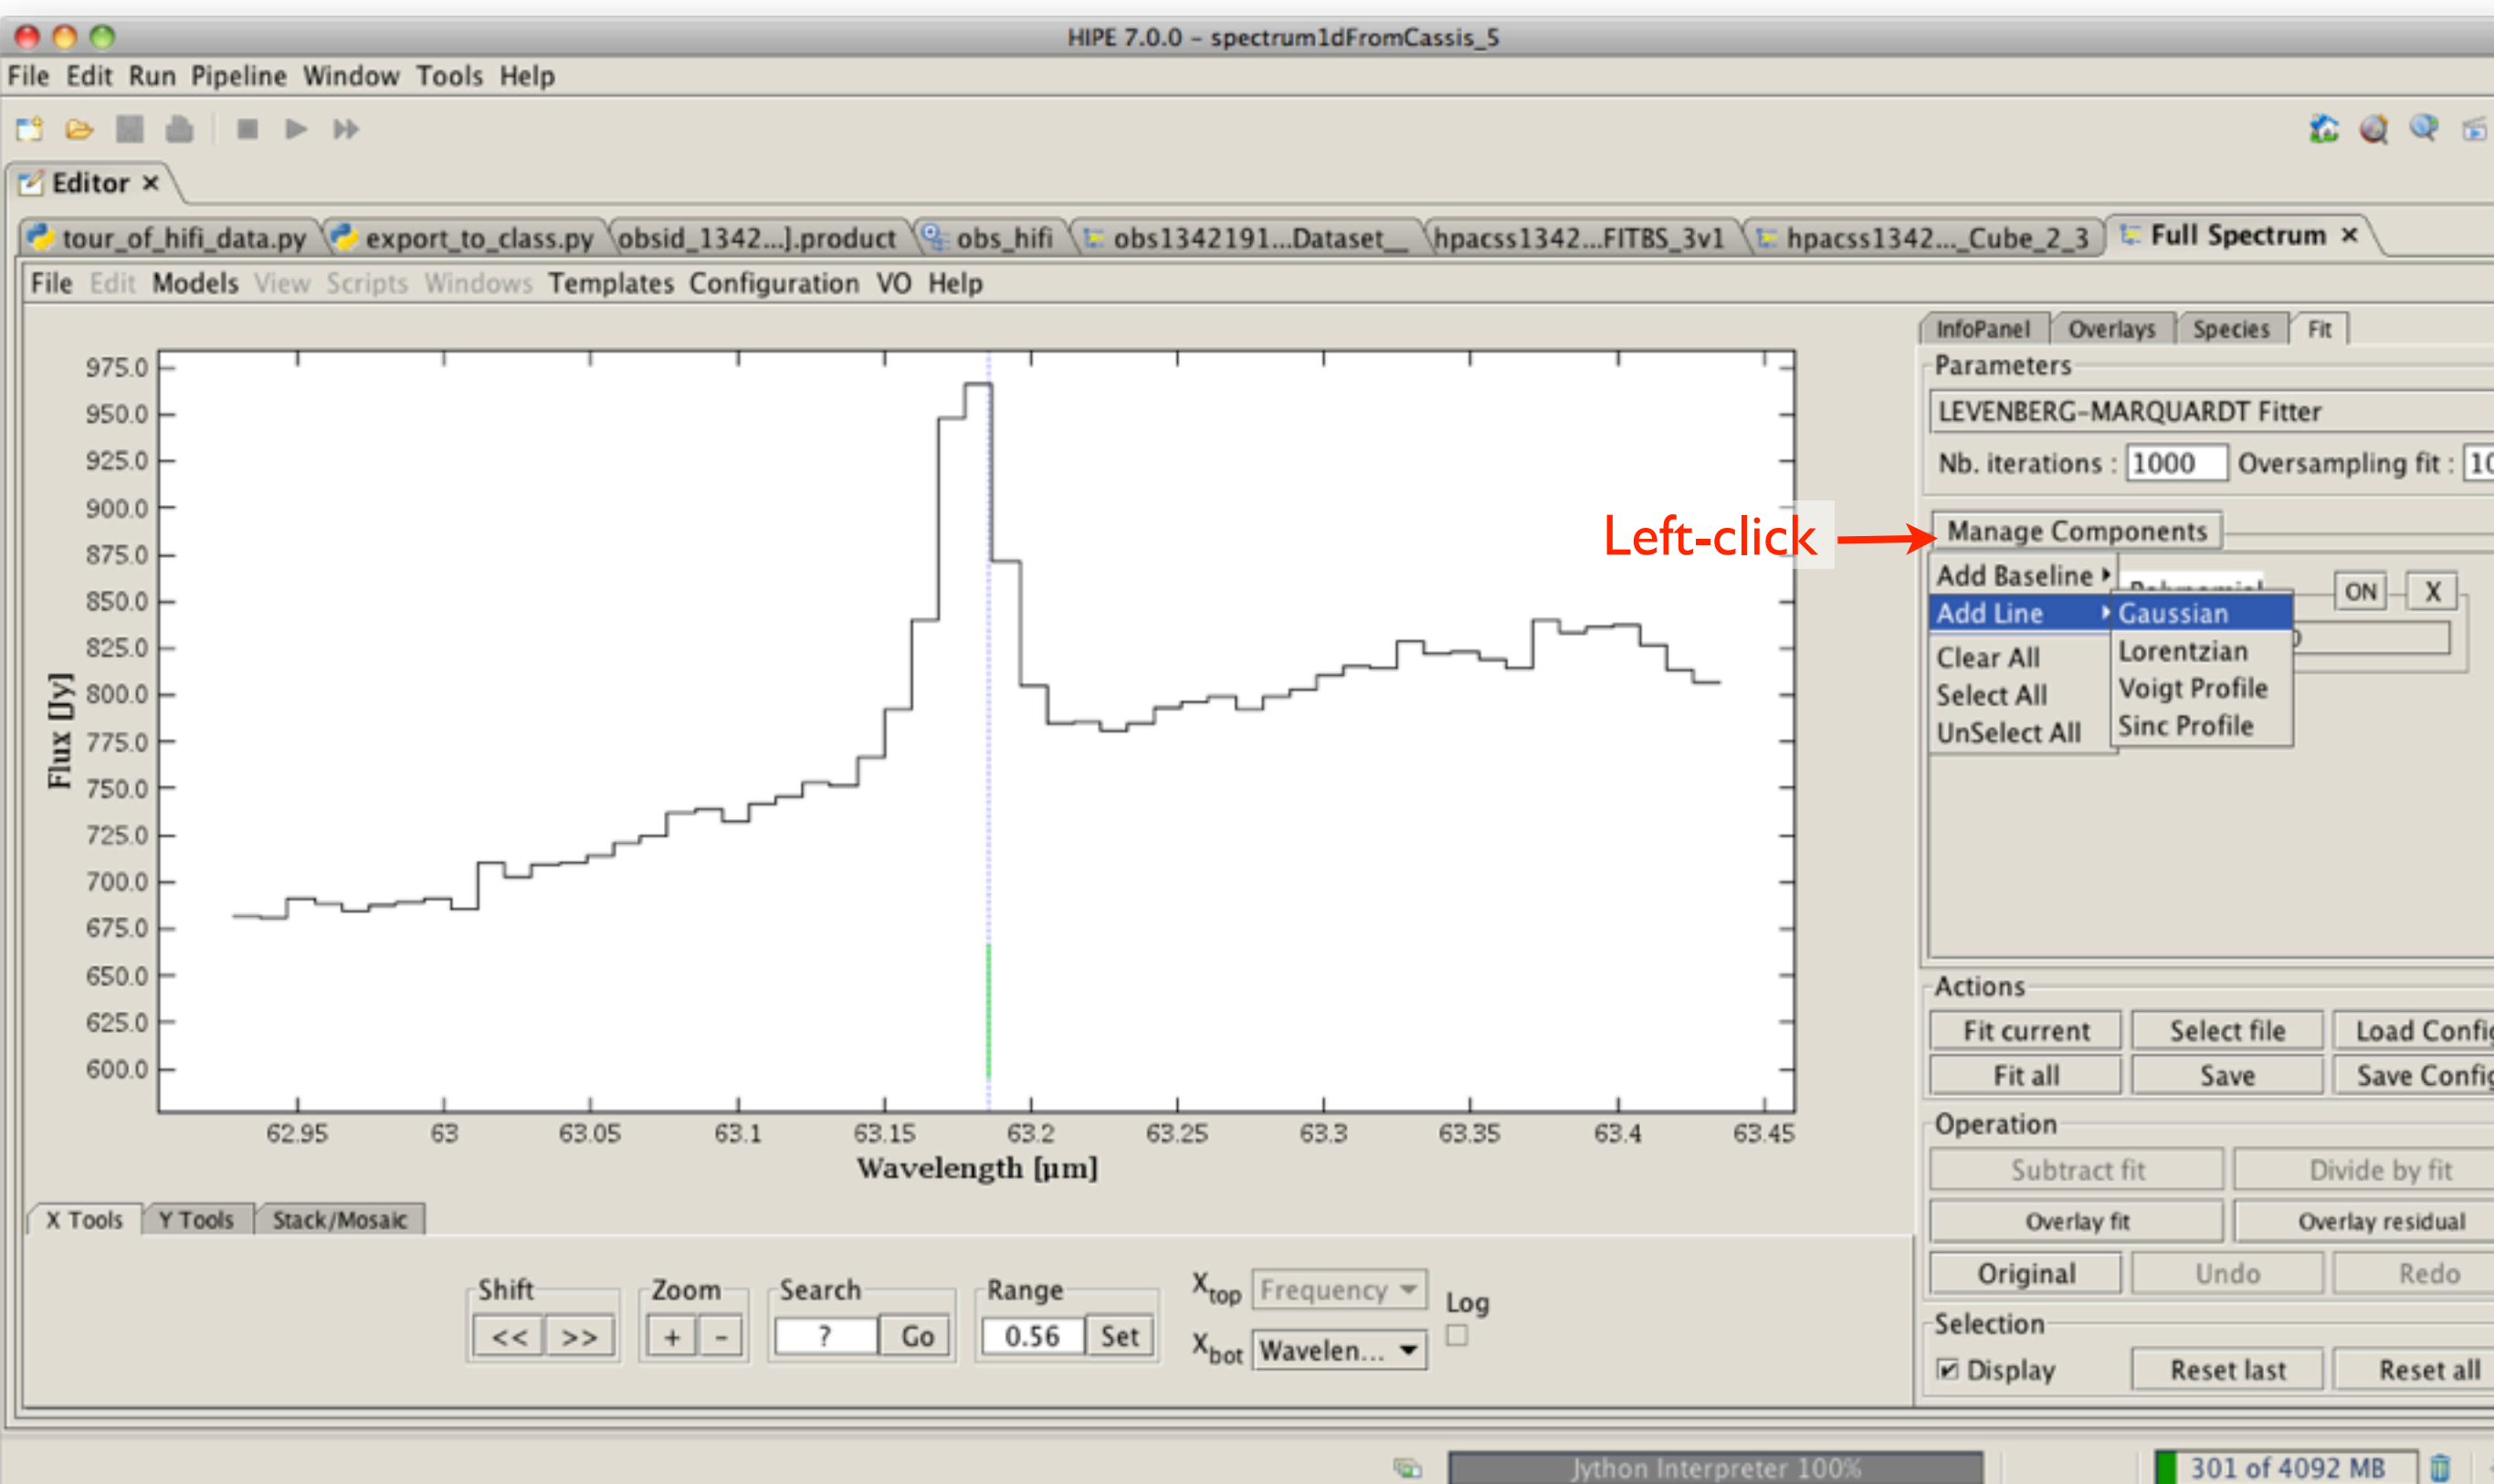 HIPE 7.0.0 - spectrum1dFromCassis_5
File Edit Run Pipeline Window Tools Help
Editor ×
tour_of_hifi_data.py export_to_class.py obsid_1342...].product obs_hifi obs1342191...Dataset__ hpacss1342...FITBS_3v1 hpacss1342..._Cube_2_3 Full Spectrum ×
File Edit Models View Scripts Windows Templates Configuration VO Help
InfoPanel Overlays Species Fit
Parameters
LEVENBERG-MARQUARDT Fitter
Nb. iterations : 1000 Oversampling fit : 10
Left-click
Manage Components
Add Baseline
ON X
Add Line Gaussian
Lorentzian
Clear All
Voigt Profile
Select All
Sinc Profile
UnSelect All
975.0
950.0
925.0
900.0
875.0
850.0
825.0
800.0
775.0
750.0
725.0
700.0
675.0
650.0
625.0
600.0
Flux [Jy]
62.95 63 63.05 63.1 63.15 63.2 63.25 63.3 63.35 63.4 63.45
Wavelength [μm]
Actions
Fit current Select file Load Config
Fit all Save Save Config
Operation
Subtract fit Divide by fit
Overlay fit Overlay residual
Original Undo Redo
Selection
Display Reset last Reset all
X Tools Y Tools Stack/Mosaic
Shift Zoom Search Range Xtop Frequency Log
<< >> + - ? Go 0.56 Set Xbot Wavelen...
Jython Interpreter 100% 301 of 4092 MB